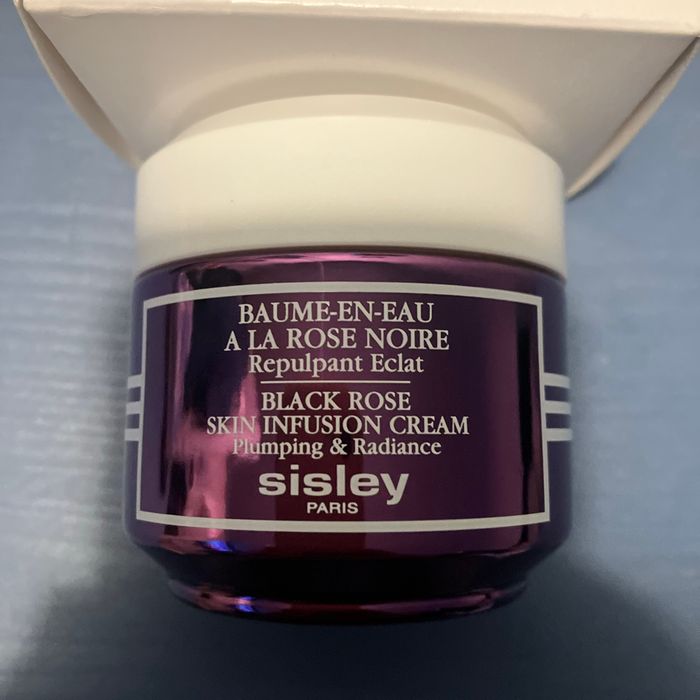 BAUME-EN-EAU
A LA ROSE NOIRE
Repulpant Eclat
BLACK ROSE
SKIN INFUSION CREAM
Plumping & Radiance
sisley
PARIS